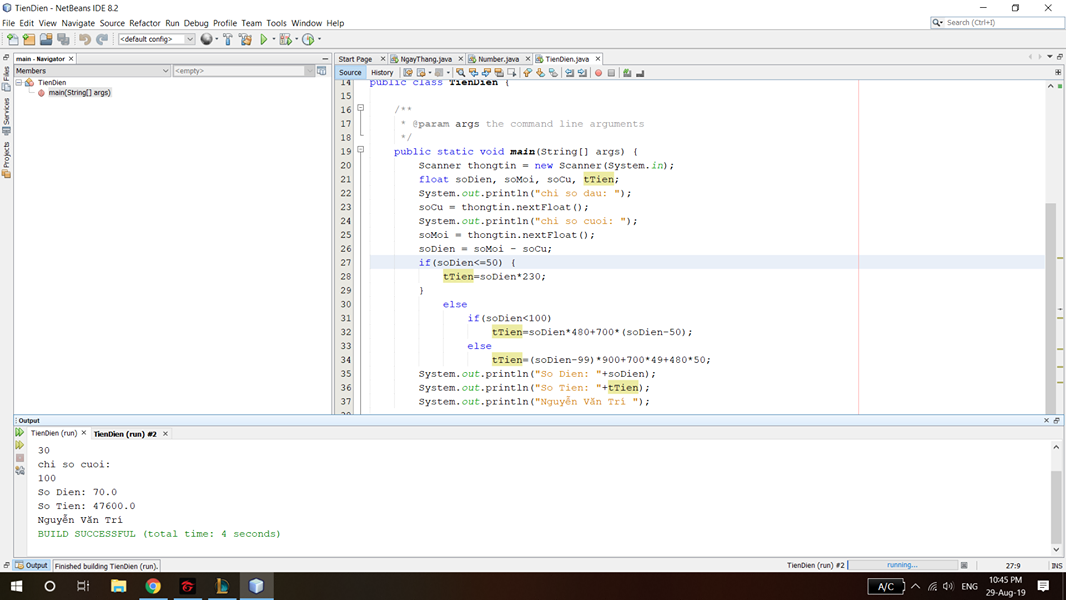 TienDien - NetBeans IDE 8.2
File Edit View Navigate Source Refactor Run Debug Profile Team Tools Window Help
Search (Ctrl+I)
<default config>
main - Navigator
Members
<empty>
TienDien
main(String[] args)
Files
Services
Projects
Start Page
NgayThang.java
Number.java
TienDien.java
Source
History
14 public class TienDien {
15
16 /**
17 * @param args the command line arguments
18 */
19 public static void main(String[] args) {
20 Scanner thongtin = new Scanner(System.in);
21 float soDien, soMoi, soCu, tTien;
22 System.out.println("chi so dau: ");
23 soCu = thongtin.nextFloat();
24 System.out.println("chi so cuoi: ");
25 soMoi = thongtin.nextFloat();
26 soDien = soMoi - soCu;
27 if(soDien<=50) {
28 tTien=soDien*230;
29 }
30 else
31 if(soDien<100)
32 tTien=soDien*480+700*(soDien-50);
33 else
34 tTien=(soDien-99)*900+700*49+480*50;
35 System.out.println("So Dien: "+soDien);
36 System.out.println("So Tien: "+tTien);
37 System.out.println("Nguyễn Văn Trí ");
Output
TienDien (run)
TienDien (run) #2
30
chi so cuoi:
100
So Dien: 70.0
So Tien: 47600.0
Nguyễn Văn Trí
BUILD SUCCESSFUL (total time: 4 seconds)
Output
Finished building TienDien (run).
TienDien (run) #2
running...
27:9
INS
A/C
ENG
10:45 PM
29-Aug-19